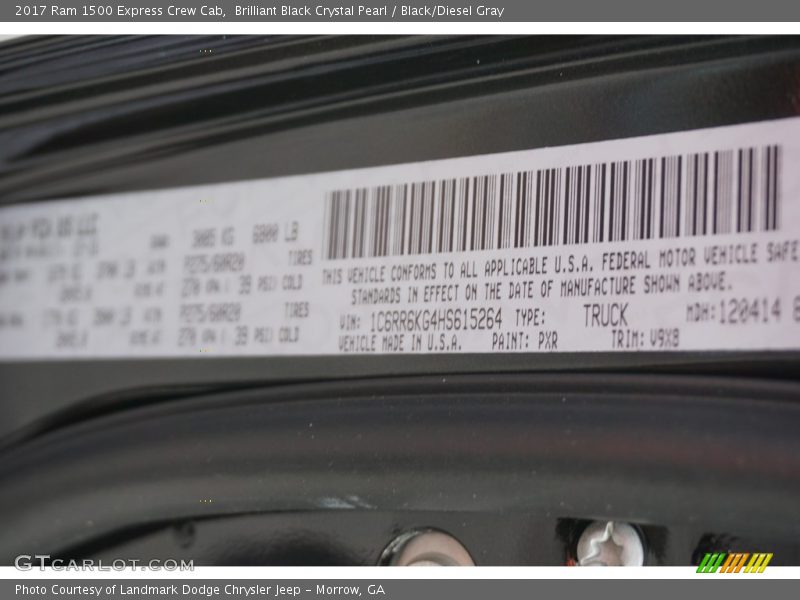 2017 Ram 1500 Express Crew Cab,  Brilliant Black Crystal Pearl / Black/Diesel Gray
3085 KG 6800 LB
P275/60R20 TIRES
270 KPA ( 39 PSI) COLD
P275/60R20 TIRES
270 KPA ( 39 PSI) COLD
THIS VEHICLE CONFORMS TO ALL APPLICABLE U.S.A. FEDERAL MOTOR VEHICLE SAFE
STANDARDS IN EFFECT ON THE DATE OF MANUFACTURE SHOWN ABOVE.
VIN: 1C6RR6KG4HS615264 TYPE: TRUCK MDH:120414
VEHICLE MADE IN U.S.A. PAINT: PXR TRIM: V9X8
GTCARLOT.COM
Photo Courtesy of Landmark Dodge Chrysler Jeep – Morrow, GA